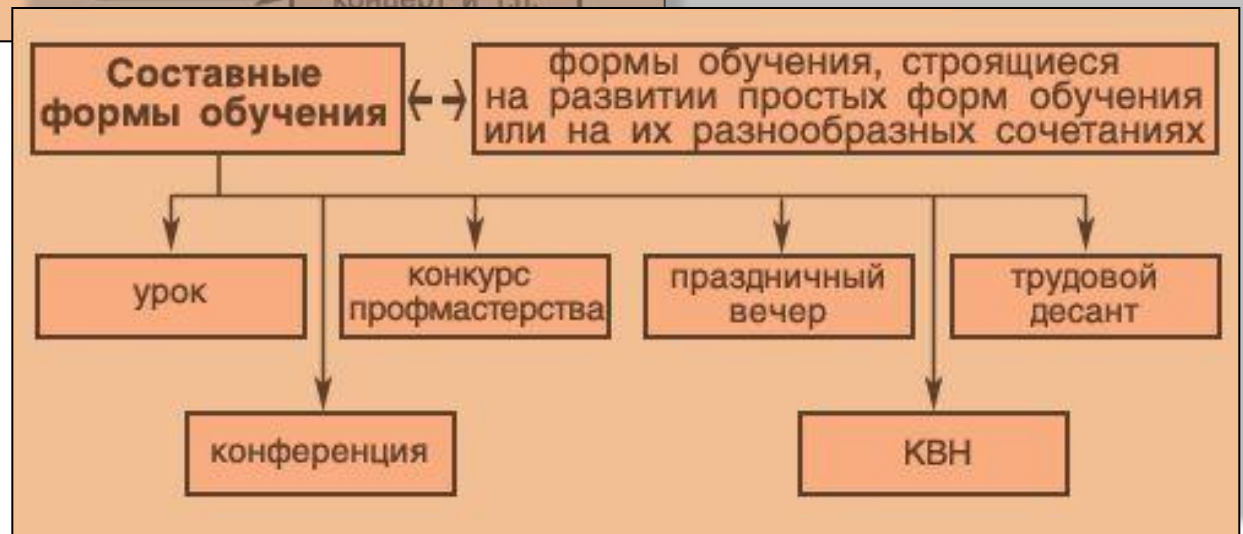 концерт и т.п.
Составные
формы обучения
формы обучения, строящиеся
на развитии простых форм обучения
или на их разнообразных сочетаниях
урок
конкурс
профмастерства
праздничный
вечер
трудовой
десант
конференция
КВН